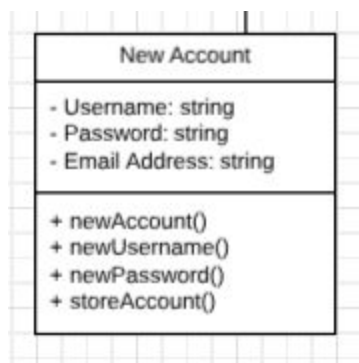 New Account
- Username: string
- Password: string
- Email Address: string
+ newAccount()
+ newUsername()
+ newPassword()
+ storeAccount()